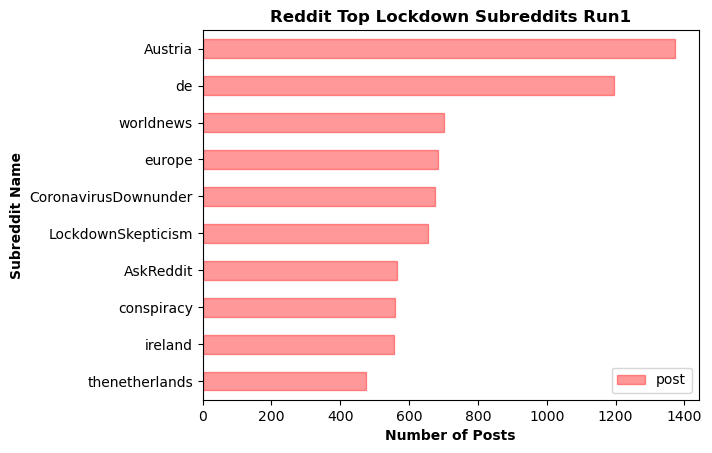 Reddit Top Lockdown Subreddits Run1
Austria
de
worldnews
europe
CoronavirusDownunder
LockdownSkepticism
AskReddit
conspiracy
ireland
thenetherlands
Subreddit Name
post
0 200 400 600 800 1000 1200 1400
Number of Posts